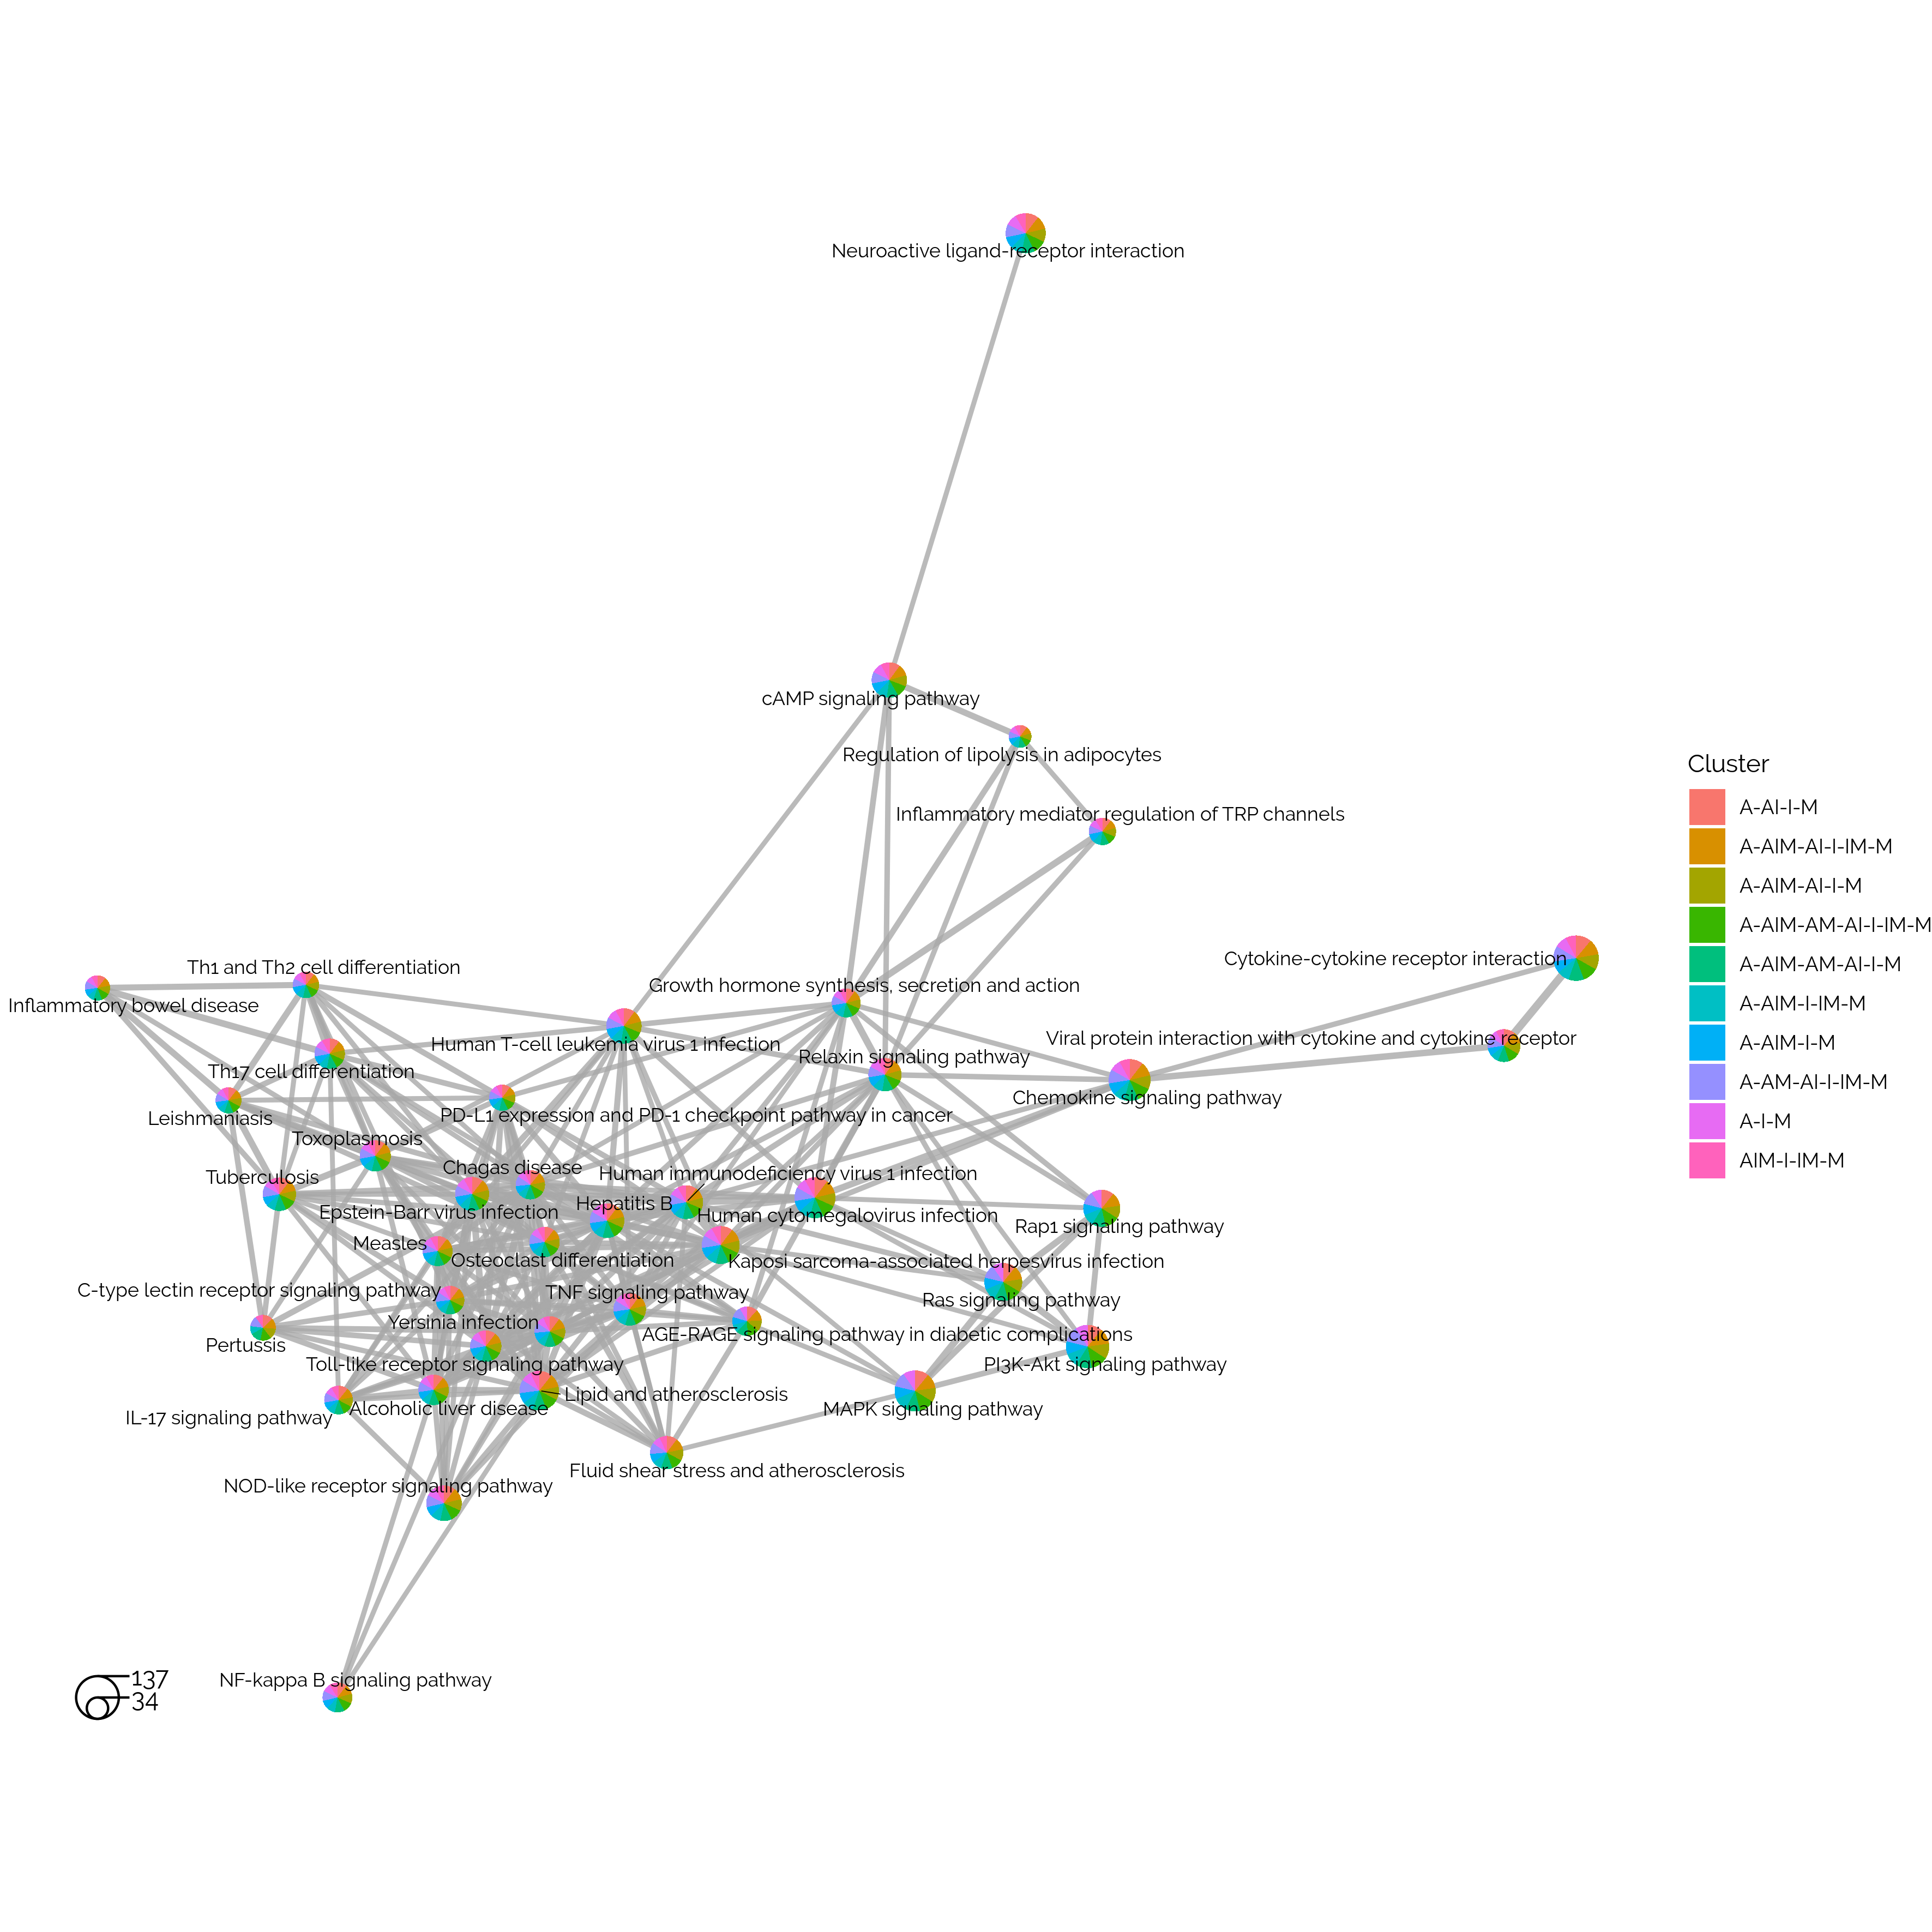 Neuroactive ligand-receptor interaction
cAMP signaling pathway
Regulation of lipolysis in adipocytes
Inflammatory mediator regulation of TRP channels
Cytokine-cytokine receptor interaction
Th1 and Th2 cell differentiation
Inflammatory bowel disease
Growth hormone synthesis, secretion and action
Viral protein interaction with cytokine and cytokine receptor
Human T-cell leukemia virus 1 infection
Relaxin signaling pathway
Th17 cell differentiation
Chemokine signaling pathway
Leishmaniasis
PD-L1 expression and PD-1 checkpoint pathway in cancer
Toxoplasmosis
Chagas disease
Human immunodeficiency virus 1 infection
Tuberculosis
Hepatitis B
Epstein-Barr virus infection
Human cytomegalovirus infection
Rap1 signaling pathway
Measles
Osteoclast differentiation
Kaposi sarcoma-associated herpesvirus infection
C-type lectin receptor signaling pathway
TNF signaling pathway
Ras signaling pathway
Yersinia infection
AGE-RAGE signaling pathway in diabetic complications
Pertussis
Toll-like receptor signaling pathway
PI3K-Akt signaling pathway
Lipid and atherosclerosis
Alcoholic liver disease
MAPK signaling pathway
IL-17 signaling pathway
Fluid shear stress and atherosclerosis
NOD-like receptor signaling pathway
NF-kappa B signaling pathway
137
34
Cluster
A-AI-I-M
A-AIM-AI-I-IM-M
A-AIM-AI-I-M
A-AIM-AM-AI-I-IM-M
A-AIM-AM-AI-I-M
A-AIM-I-IM-M
A-AIM-I-M
A-AM-AI-I-IM-M
A-I-M
AIM-I-IM-M